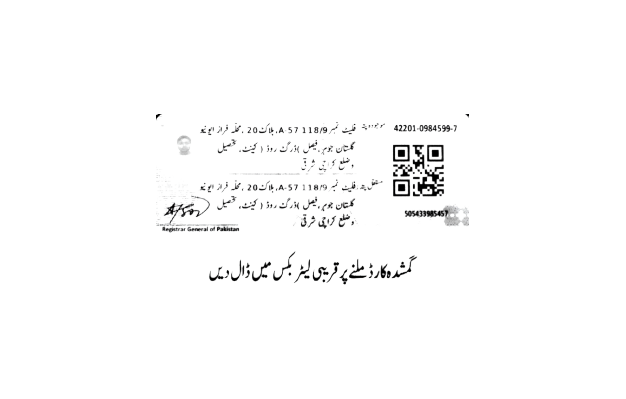 موجودہ پتہ فلیٹ نمبر A-57 118/9، بلاک 20، محلہ فراز ایونیو 42201-0984599-7
گلستان جوہر، فیصل (ڈرگ روڈ) کینٹ، تحصیل
و ضلع کراچی شرقی
مستقل پتہ فلیٹ نمبر A-57 118/9، بلاک 20، محلہ فراز ایونیو
گلستان جوہر، فیصل (ڈرگ روڈ) کینٹ، تحصیل
و ضلع کراچی شرقی
505433985457
Registrar General of Pakistan
گمشدہ کارڈ ملنے پر قریبی لیٹر بکس میں ڈال دیں